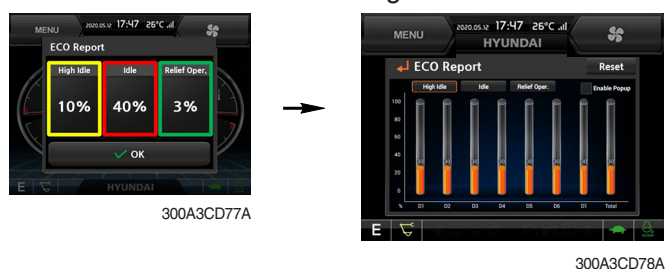 MENU
2020.05.12 17:47 26°C
ECO Report
High Idle
Idle
Relief Oper.
10%
40%
3%
OK
E
HYUNDAI
300A3CD77A
MENU
2020.05.12 17:47 26°C
HYUNDAI
ECO Report
Reset
High Idle
Idle
Relief Oper.
Enable Popup
100
80
60
40
20
0
% D1 D2 D3 D4 D5 D6 D7 Total
E
300A3CD78A